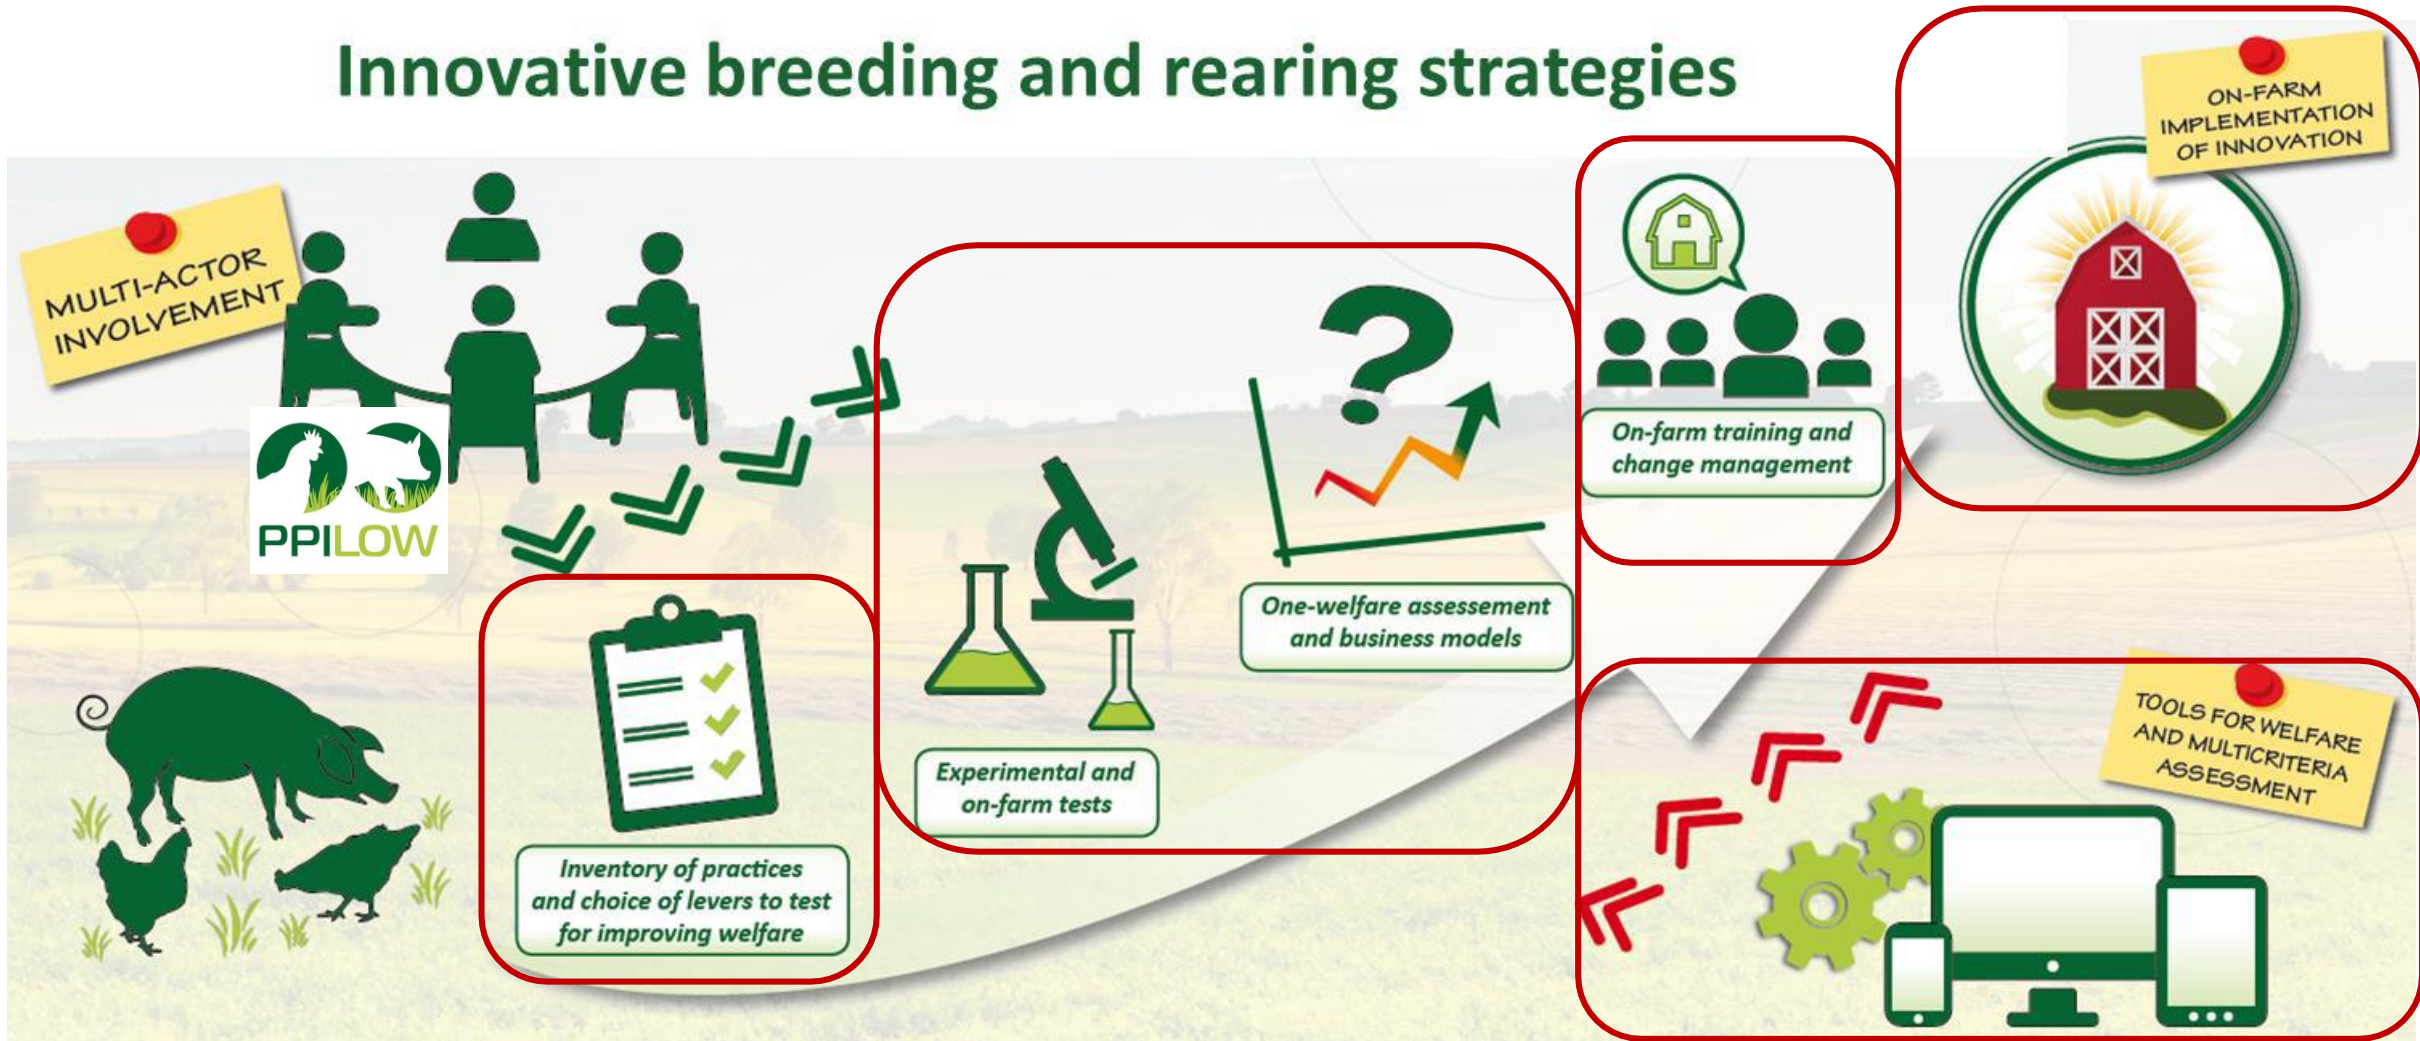 Innovative breeding and rearing strategies
MULTI-ACTOR
INVOLVEMENT
PPILOW
Inventory of practices
and choice of levers to test
for improving welfare
Experimental and
on-farm tests
One-welfare assessement
and business models
On-farm training and
change management
ON-FARM
IMPLEMENTATION
OF INNOVATION
TOOLS FOR WELFARE
AND MULTICRITERIA
ASSESSMENT